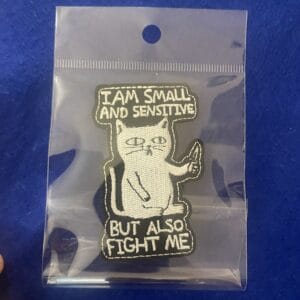 I AM SMALL
AND SENSITIVE
BUT ALSO
FIGHT ME